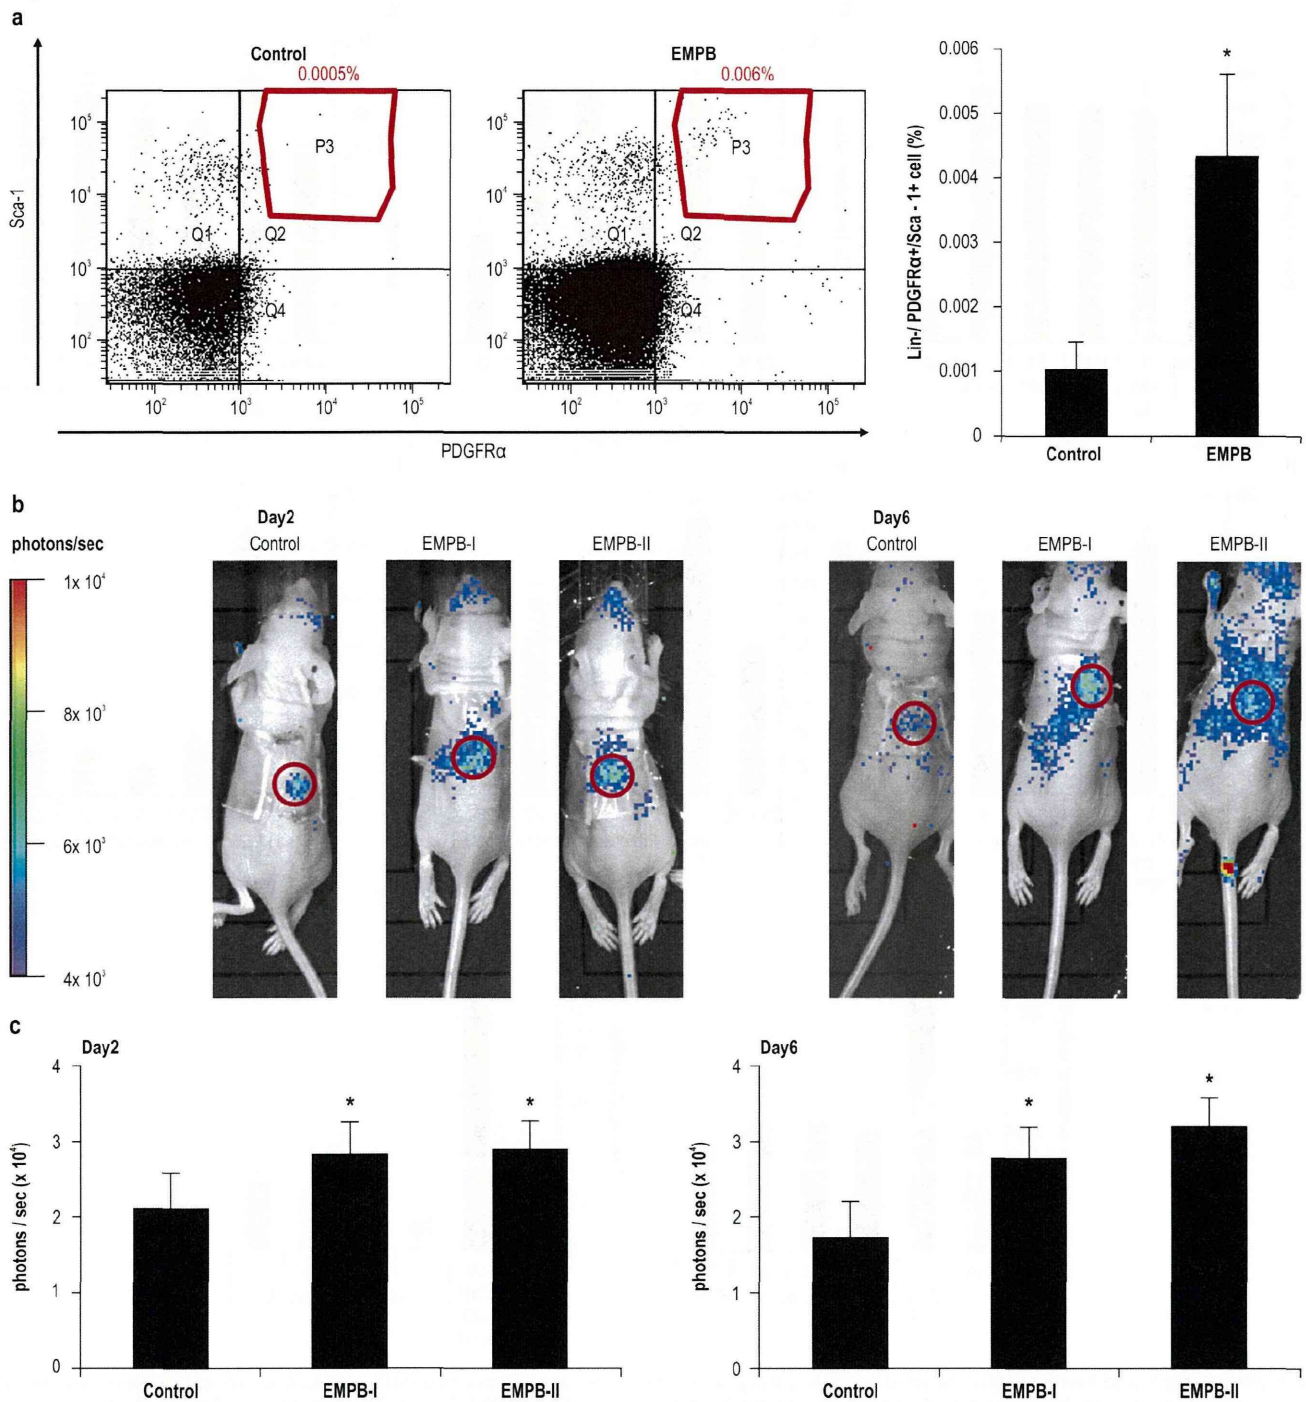 a
Control
0.0005%
EMPB
0.006%
Sca-1
10⁵
10⁴
10³
10²
P3
Q1
Q2
Q4
10²
10³
10⁴
10⁵
10⁵
10⁴
10³
10²
P3
Q1
Q2
Q4
10²
10³
10⁴
10⁵
PDGFRα
Lin-/ PDGFRα+/Sca - 1+ cell (%)
0.006
0.005
0.004
0.003
0.002
0.001
0
*
Control
EMPB
b
photons/sec
1x 10⁴
8x 10³
6x 10³
4x 10³
Day2
Control
EMPB-I
EMPB-II
Day6
Control
EMPB-I
EMPB-II
c
Day2
photons / sec (x 10⁴)
4
3
2
1
0
*
*
Control
EMPB-I
EMPB-II
Day6
photons / sec (x 10⁴)
4
3
2
1
0
*
*
Control
EMPB-I
EMPB-II